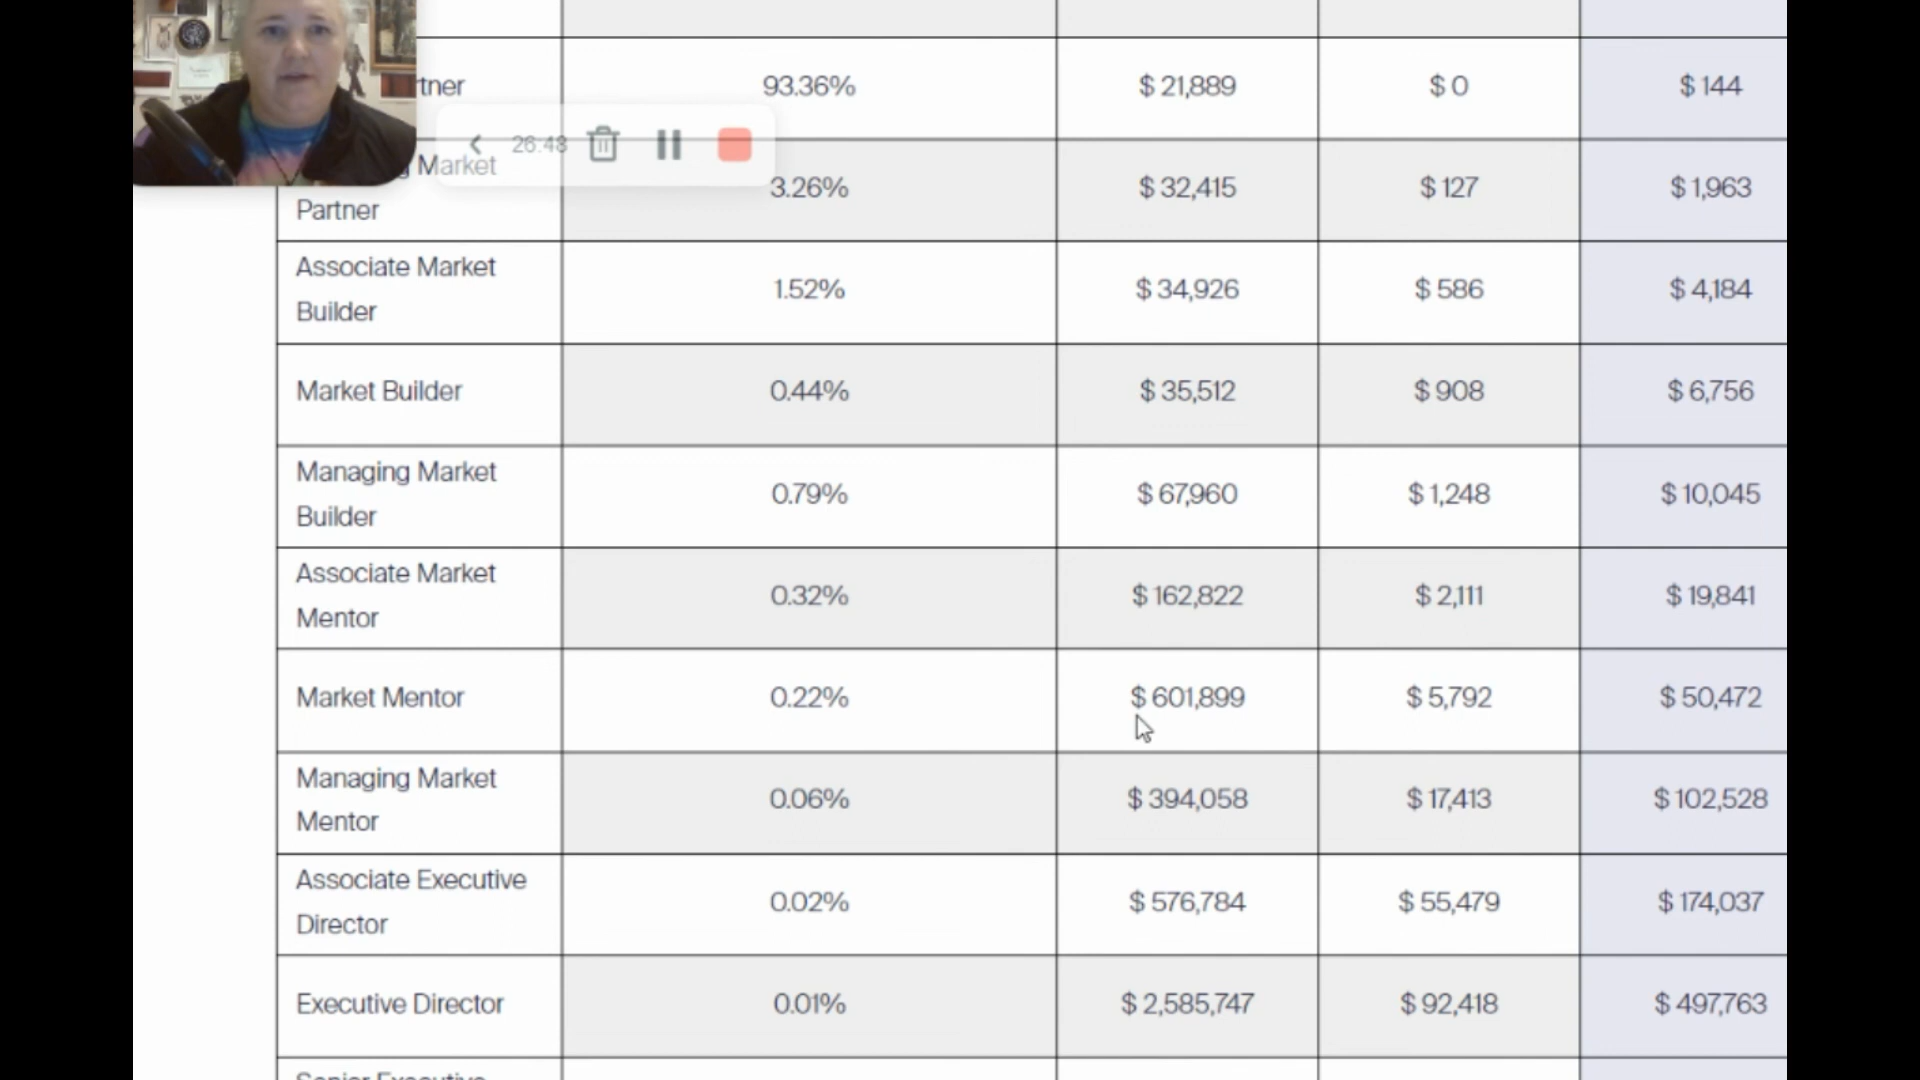 tner 93.36% $ 21,889 $ 0 $ 144
26:48
g Market
Partner 3.26% $ 32,415 $ 127 $ 1,963
Associate Market
Builder 1.52% $ 34,926 $ 586 $ 4,184
Market Builder 0.44% $ 35,512 $ 908 $ 6,756
Managing Market
Builder 0.79% $ 67,960 $ 1,248 $ 10,045
Associate Market
Mentor 0.32% $ 162,822 $ 2,111 $ 19,841
Market Mentor 0.22% $ 601,899 $ 5,792 $ 50,472
Managing Market
Mentor 0.06% $ 394,058 $ 17,413 $ 102,528
Associate Executive
Director 0.02% $ 576,784 $ 55,479 $ 174,037
Executive Director 0.01% $ 2,585,747 $ 92,418 $ 497,763
Senior Executive